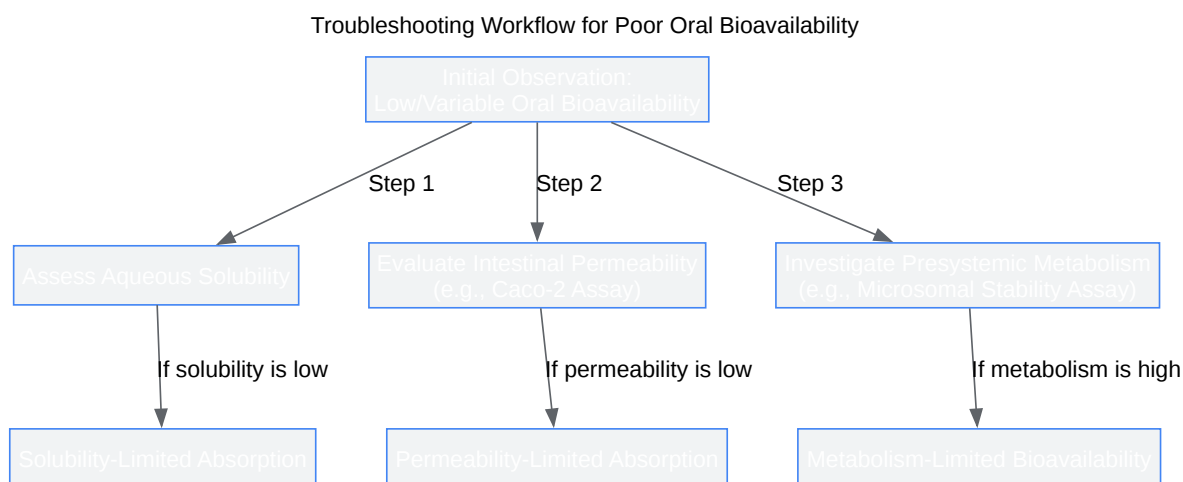 Troubleshooting Workflow for Poor Oral Bioavailability
Initial Observation:
Low/Variable Oral Bioavailability
Step 1
Step 2
Step 3
Assess Aqueous Solubility
Evaluate Intestinal Permeability
(e.g., Caco-2 Assay)
Investigate Presystemic Metabolism
(e.g., Microsomal Stability Assay)
If solubility is low
If permeability is low
If metabolism is high
Solubility-Limited Absorption
Permeability-Limited Absorption
Metabolism-Limited Bioavailability